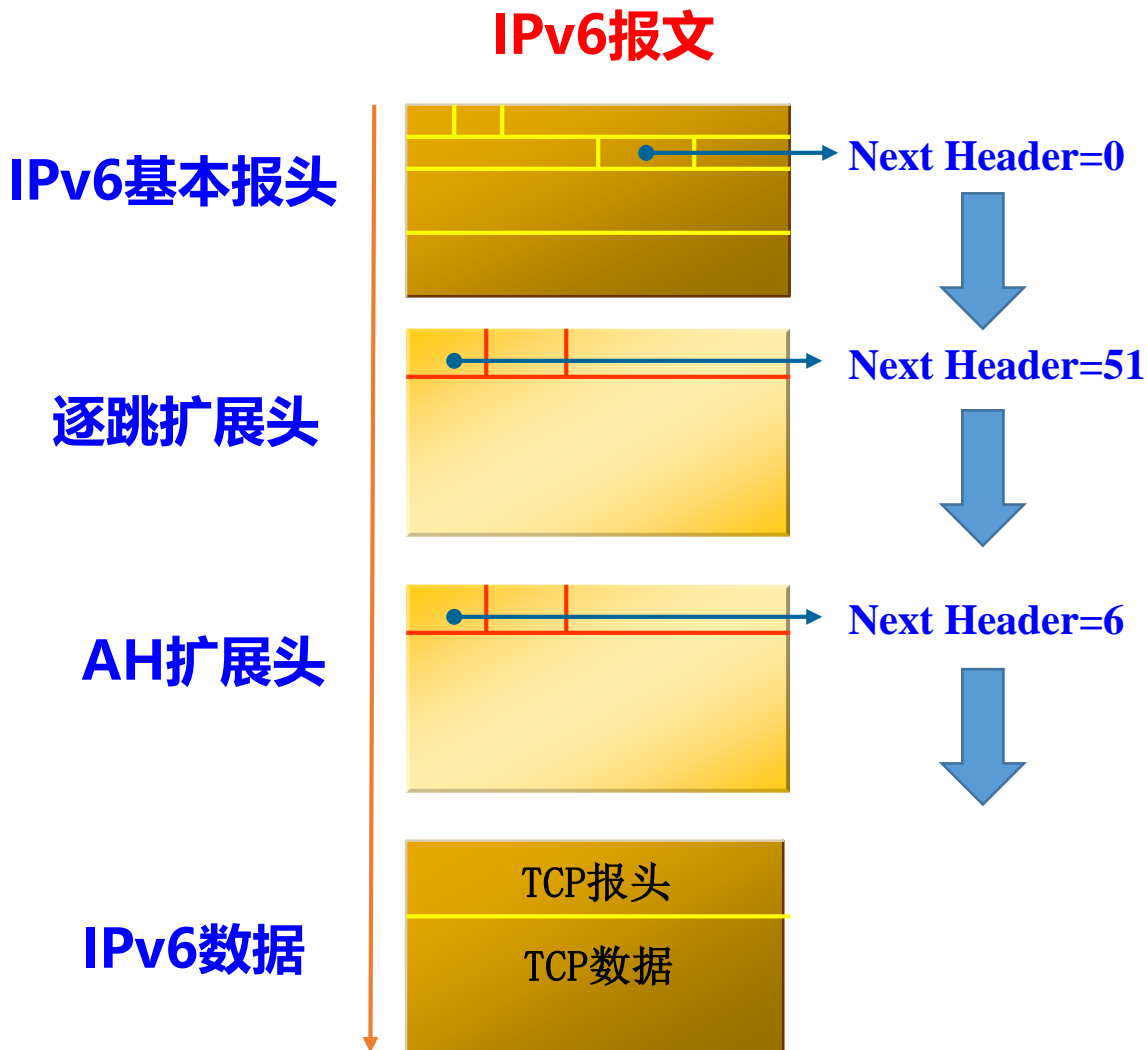 IPv6报文
IPv6基本报头
Next Header=0
逐跳扩展头
Next Header=51
AH扩展头
Next Header=6
IPv6数据
TCP报头
TCP数据